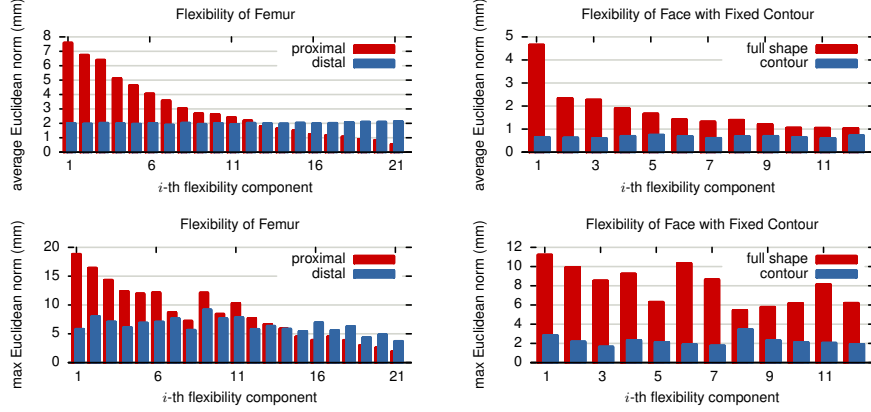 Flexibility of Femur
average Euclidean norm (mm)
8
7
6
5
4
3
2
1
0
proximal
distal
1 6 11 16 21
i-th flexibility component
Flexibility of Face with Fixed Contour
average Euclidean norm (mm)
5
4
3
2
1
0
full shape
contour
1 3 5 7 9 11
i-th flexibility component
Flexibility of Femur
max Euclidean norm (mm)
20
15
10
5
0
proximal
distal
1 6 11 16 21
i-th flexibility component
Flexibility of Face with Fixed Contour
max Euclidean norm (mm)
12
10
8
6
4
2
0
full shape
contour
1 3 5 7 9 11
i-th flexibility component